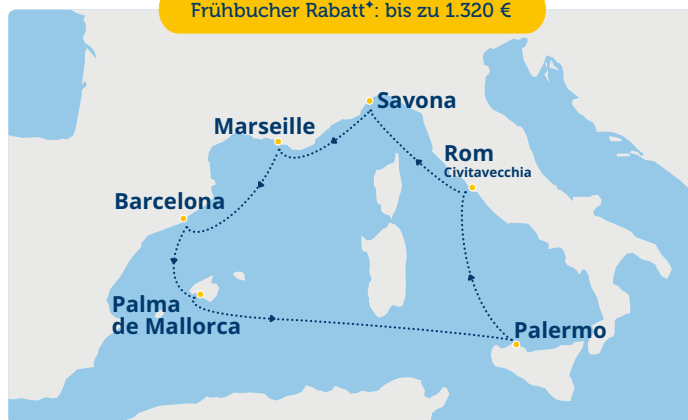 Frühbucher Rabatt✦: bis zu 1.320 €
Savona
Marseille
Rom
Civitavecchia
Barcelona
Palma
de Mallorca
Palermo